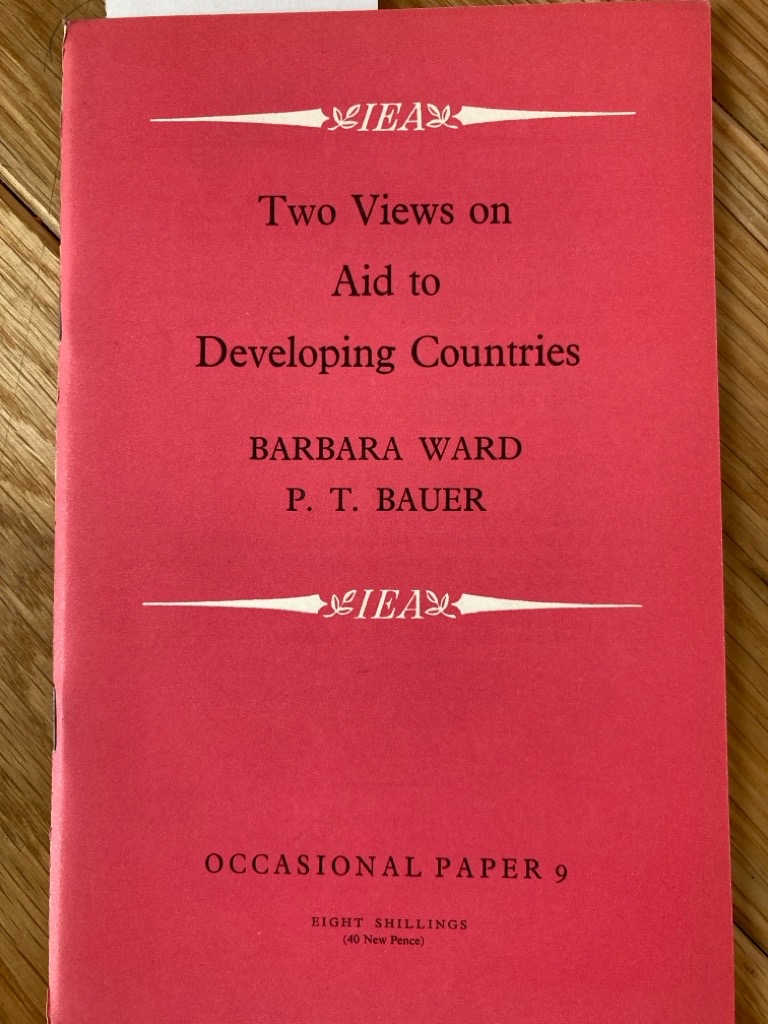 IEA
Two Views on
Aid to
Developing Countries
BARBARA WARD
P. T. BAUER
IEA
OCCASIONAL PAPER 9
EIGHT SHILLINGS
(40 New Pence)